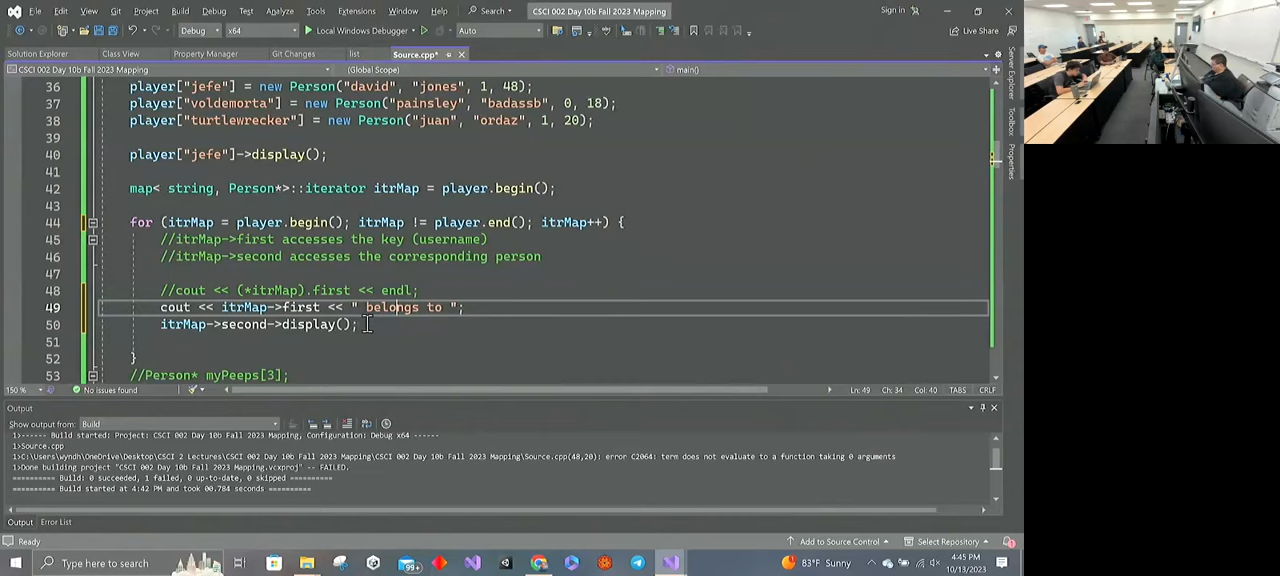 File Edit View Git Project Build Debug Test Analyze Tools Extensions Window Help Search CSCI 002 Day 10b Fall 2023 Mapping Sign in
Debug x64 Local Windows Debugger Auto Live Share
Solution Explorer Class View Property Manager Git Changes list Source.cpp*
CSCI 002 Day 10b Fall 2023 Mapping (Global Scope) main()
36 player["jefe"] = new Person("david", "jones", 1, 48);
37 player["voldemorta"] = new Person("painsley", "badassb", 0, 18);
38 player["turtlewrecker"] = new Person("juan", "ordaz", 1, 20);
39
40 player["jefe"]->display();
41
42 map< string, Person*>::iterator itrMap = player.begin();
43
44 for (itrMap = player.begin(); itrMap != player.end(); itrMap++) {
45 //itrMap->first accesses the key (username)
46 //itrMap->second accesses the corresponding person
47
48 //cout << (*itrMap).first << endl;
49 cout << itrMap->first << " belongs to ";
50 itrMap->second->display();
51
52 }
53 //Person* myPeeps[3];
150 % No issues found Ln: 49 Ch: 34 Col: 40 TABS CRLF
Output
Show output from: Build
1>------ Build started: Project: CSCI 002 Day 10b Fall 2023 Mapping, Configuration: Debug x64 ------
1>Source.cpp
1>C:\Users\wyndh\OneDrive\Desktop\CSCI 2 Lectures\CSCI 002 Day 10b Fall 2023 Mapping\CSCI 002 Day 10b Fall 2023 Mapping\Source.cpp(48,20): error C2064: term does not evaluate to a function taking 0 arguments
1>Done building project "CSCI 002 Day 10b Fall 2023 Mapping.vcxproj" -- FAILED.
========== Build: 0 succeeded, 1 failed, 0 up-to-date, 0 skipped ==========
========== Build started at 4:42 PM and took 00.784 seconds ==========
Output Error List
Ready Add to Source Control Select Repository
Type here to search 99+ 83°F Sunny 4:45 PM
10/13/2023
Server Explorer
Toolbox
Properties